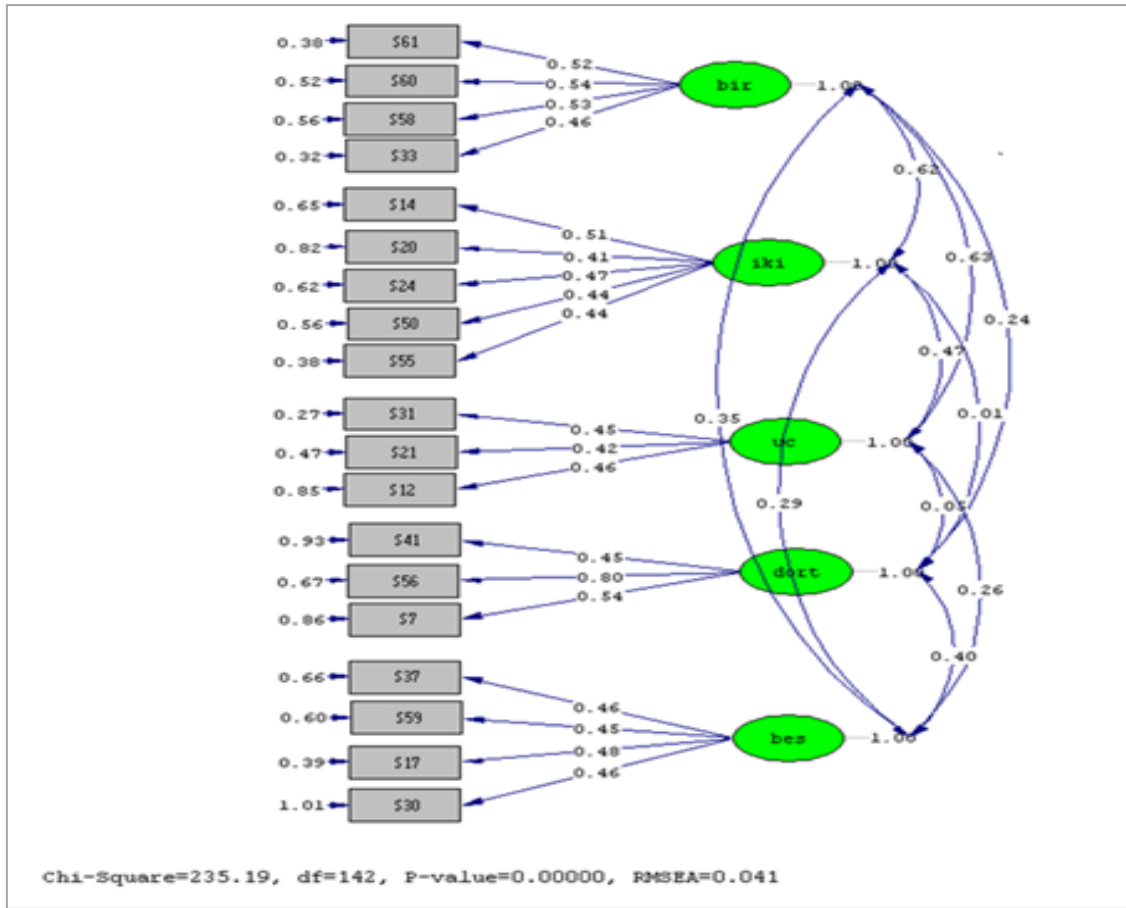 0.38 S61
0.52 S60
0.56 S58
0.32 S33
0.52
0.54
0.53
0.46
bir 1.00
0.65 S14
0.82 S20
0.62 S24
0.56 S50
0.38 S55
0.51
0.41
0.47
0.44
0.44
iki 1.00
0.27 S31
0.47 S21
0.85 S12
0.45
0.42
0.46
uc 1.00
0.93 S41
0.67 S56
0.86 S7
0.45
0.80
0.54
dort 1.00
0.66 S37
0.60 S59
0.39 S17
1.01 S30
0.46
0.45
0.48
0.46
bes 1.00
0.62
0.63
0.24
0.47
0.01
0.35
0.29
0.05
0.26
0.40
Chi-Square=235.19, df=142, P-value=0.00000, RMSEA=0.041